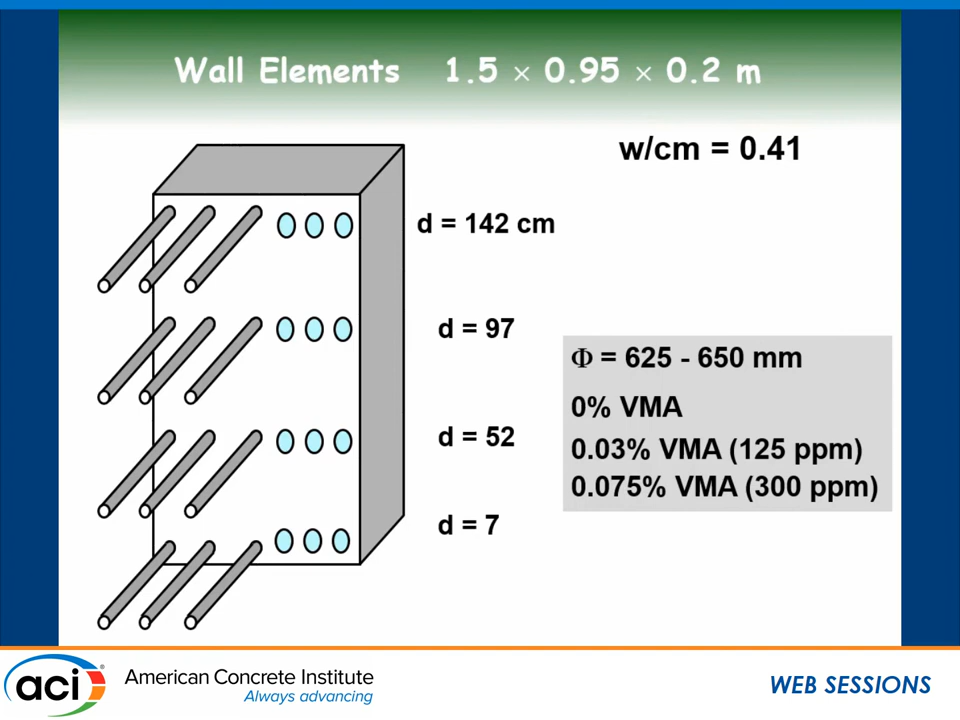 Wall Elements 1.5 × 0.95 × 0.2 m
w/cm = 0.41
d = 142 cm
d = 97
d = 52
d = 7
Φ = 625 - 650 mm
0% VMA
0.03% VMA (125 ppm)
0.075% VMA (300 ppm)
aci®
American Concrete Institute
Always advancing
WEB SESSIONS